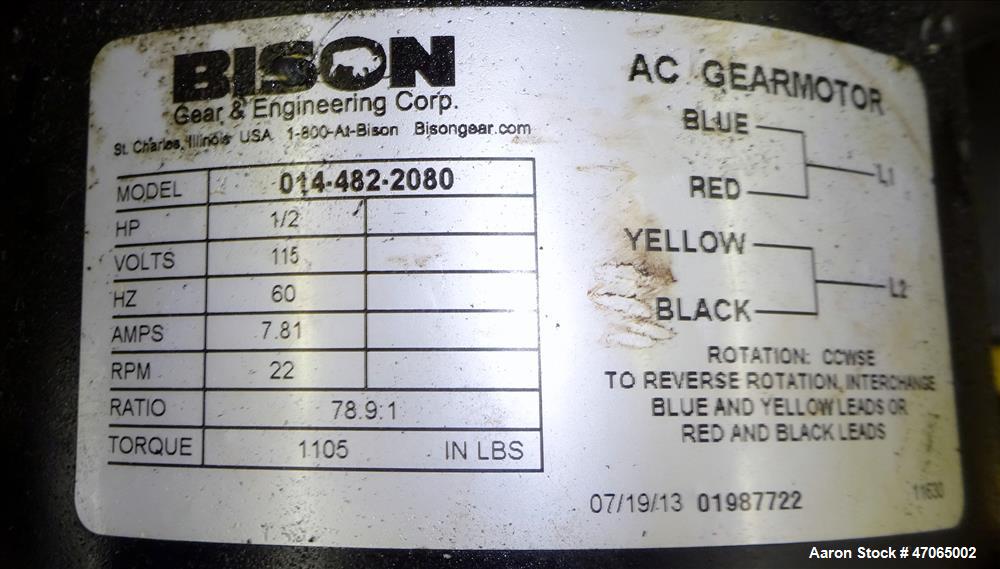 BISON
Gear & Engineering Corp.
St. Charles, Illinois USA 1-800-At-Bison Bisongear.com
MODEL 014-482-2080
HP 1/2
VOLTS 115
HZ 60
AMPS 7.81
RPM 22
RATIO 78.9:1
TORQUE 1105 IN LBS
AC GEARMOTOR
BLUE
L1
RED
YELLOW
L2
BLACK
ROTATION: CCWSE
TO REVERSE ROTATION, INTERCHANGE
BLUE AND YELLOW LEADS OR
RED AND BLACK LEADS
07/19/13 01987722
11630
Aaron Stock # 47065002